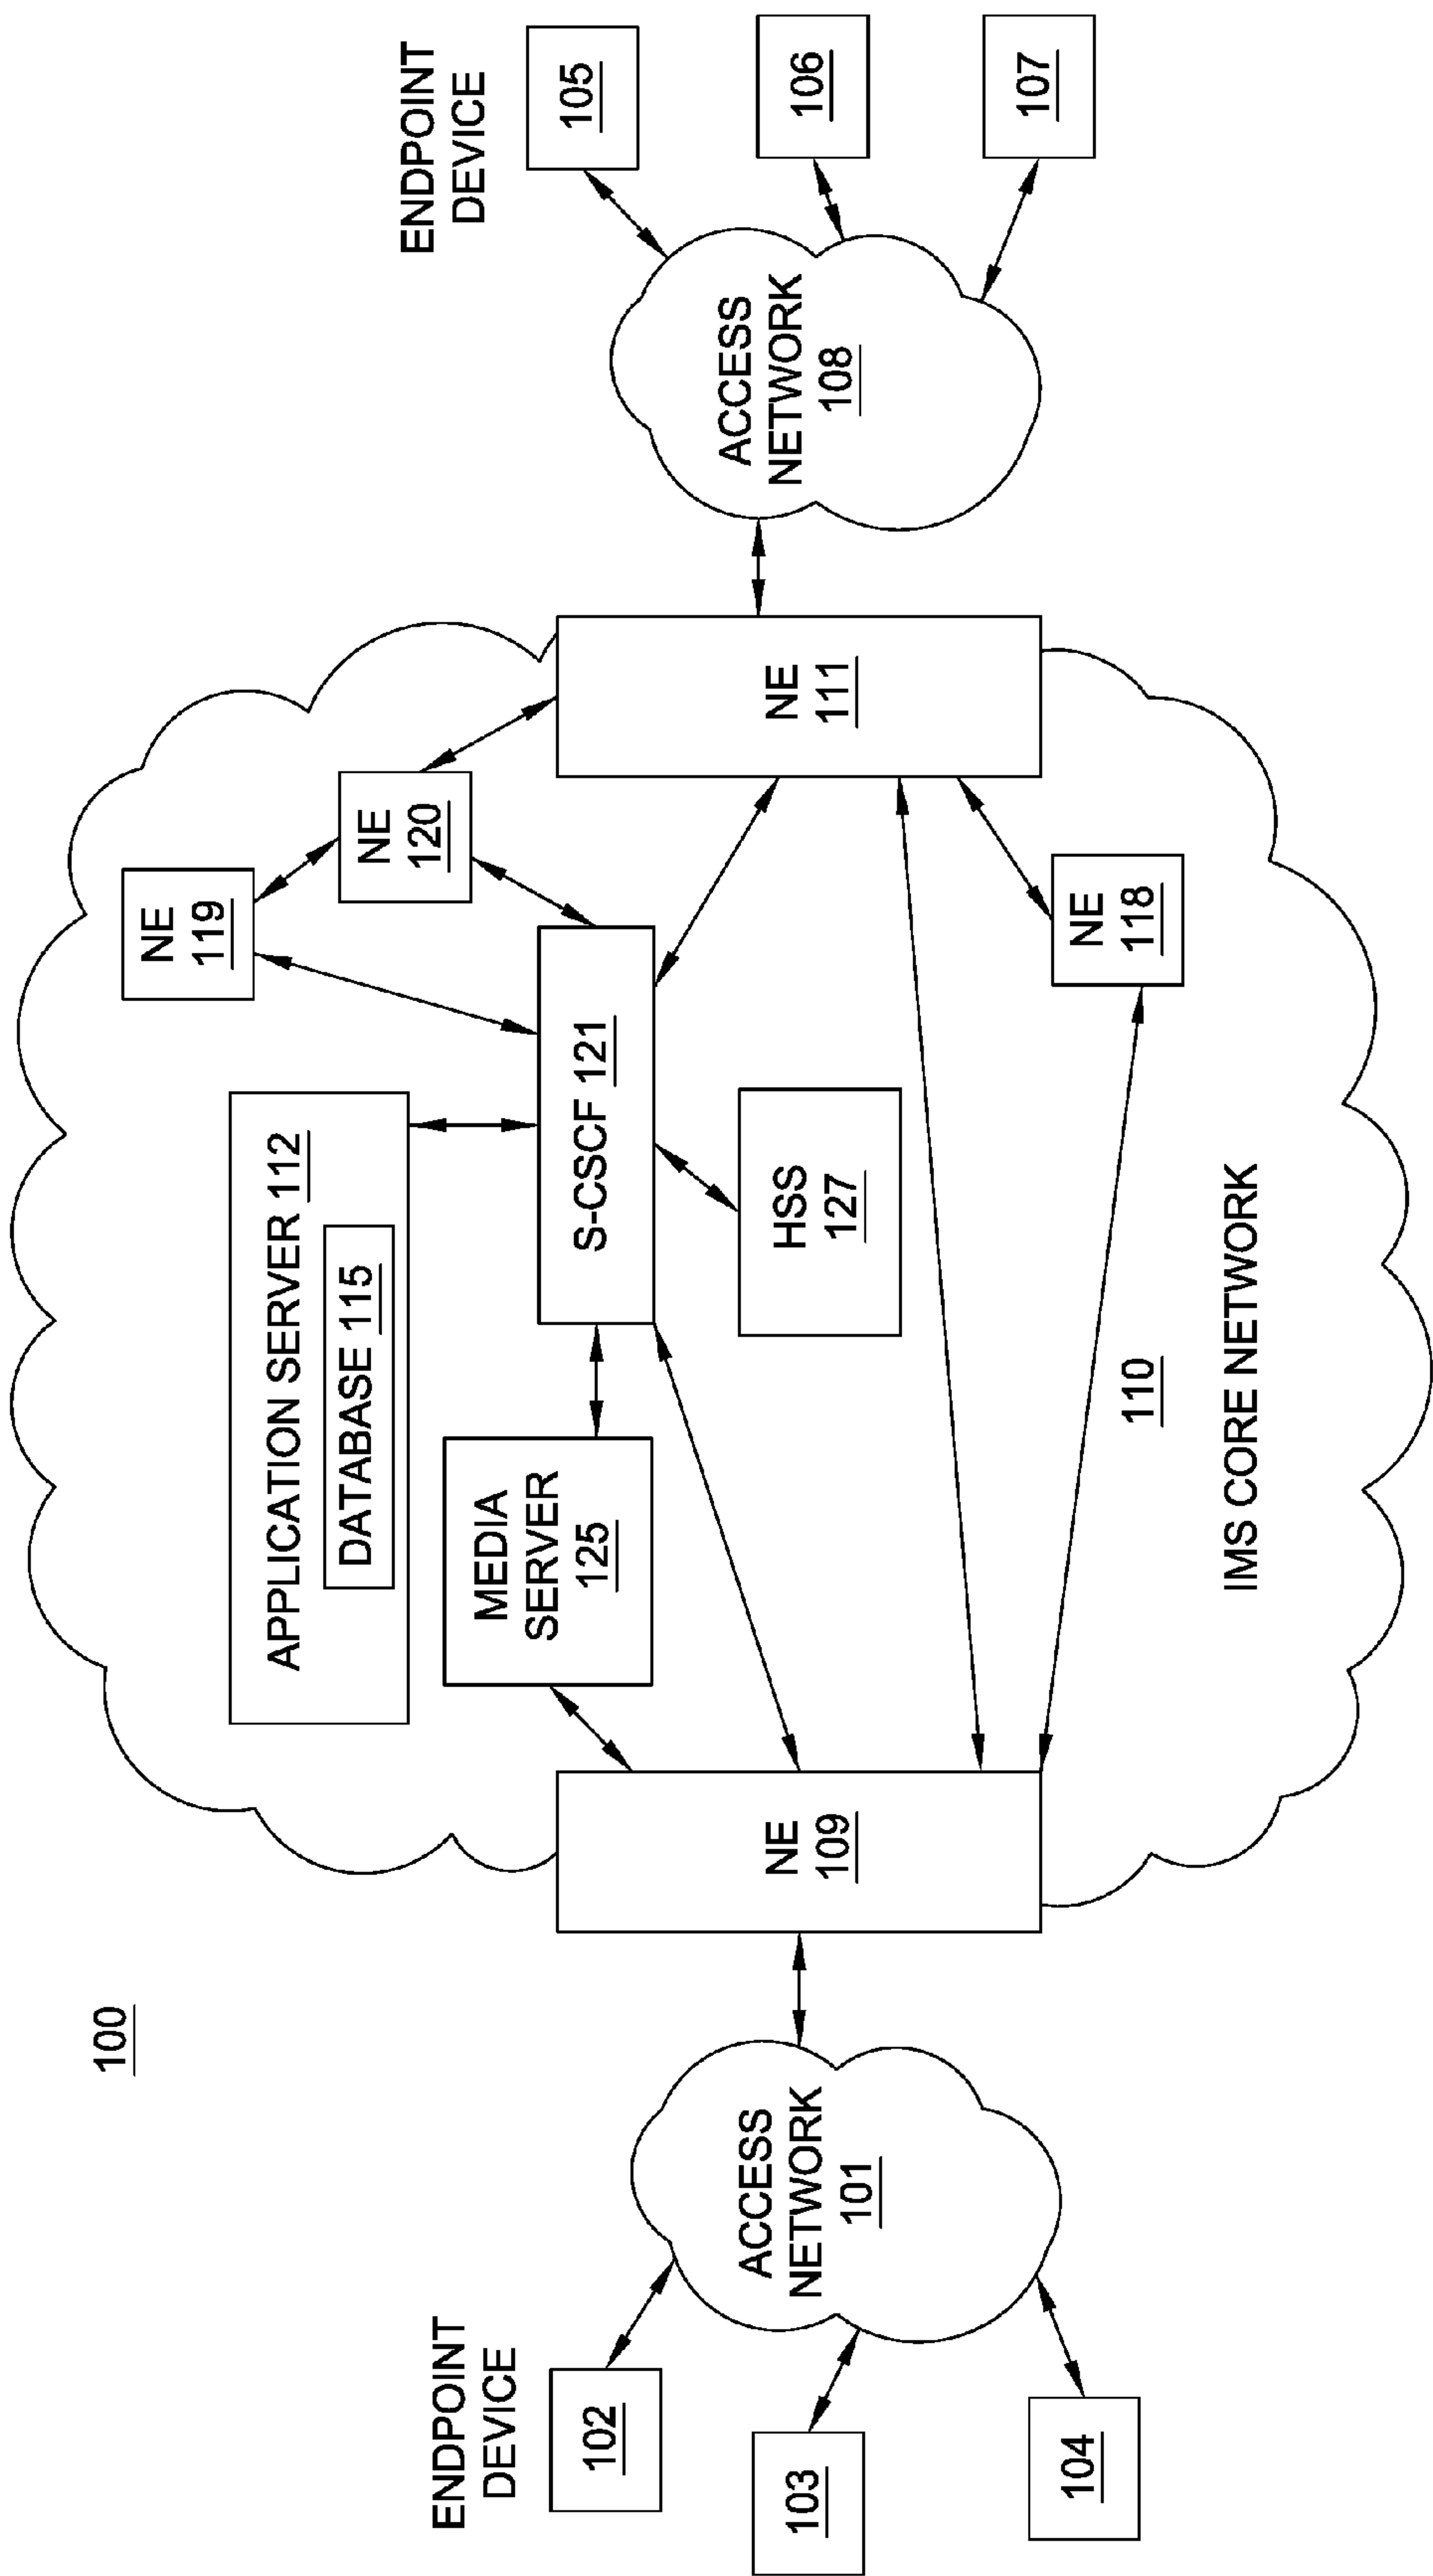 100
ENDPOINT
DEVICE
102
103
104
ACCESS
NETWORK
101
NE
109
APPLICATION SERVER 112
DATABASE 115
MEDIA
SERVER
125
S-CSCF 121
HSS
127
NE
119
NE
120
NE
118
NE
111
110
IMS CORE NETWORK
ACCESS
NETWORK
108
ENDPOINT
DEVICE
105
106
107